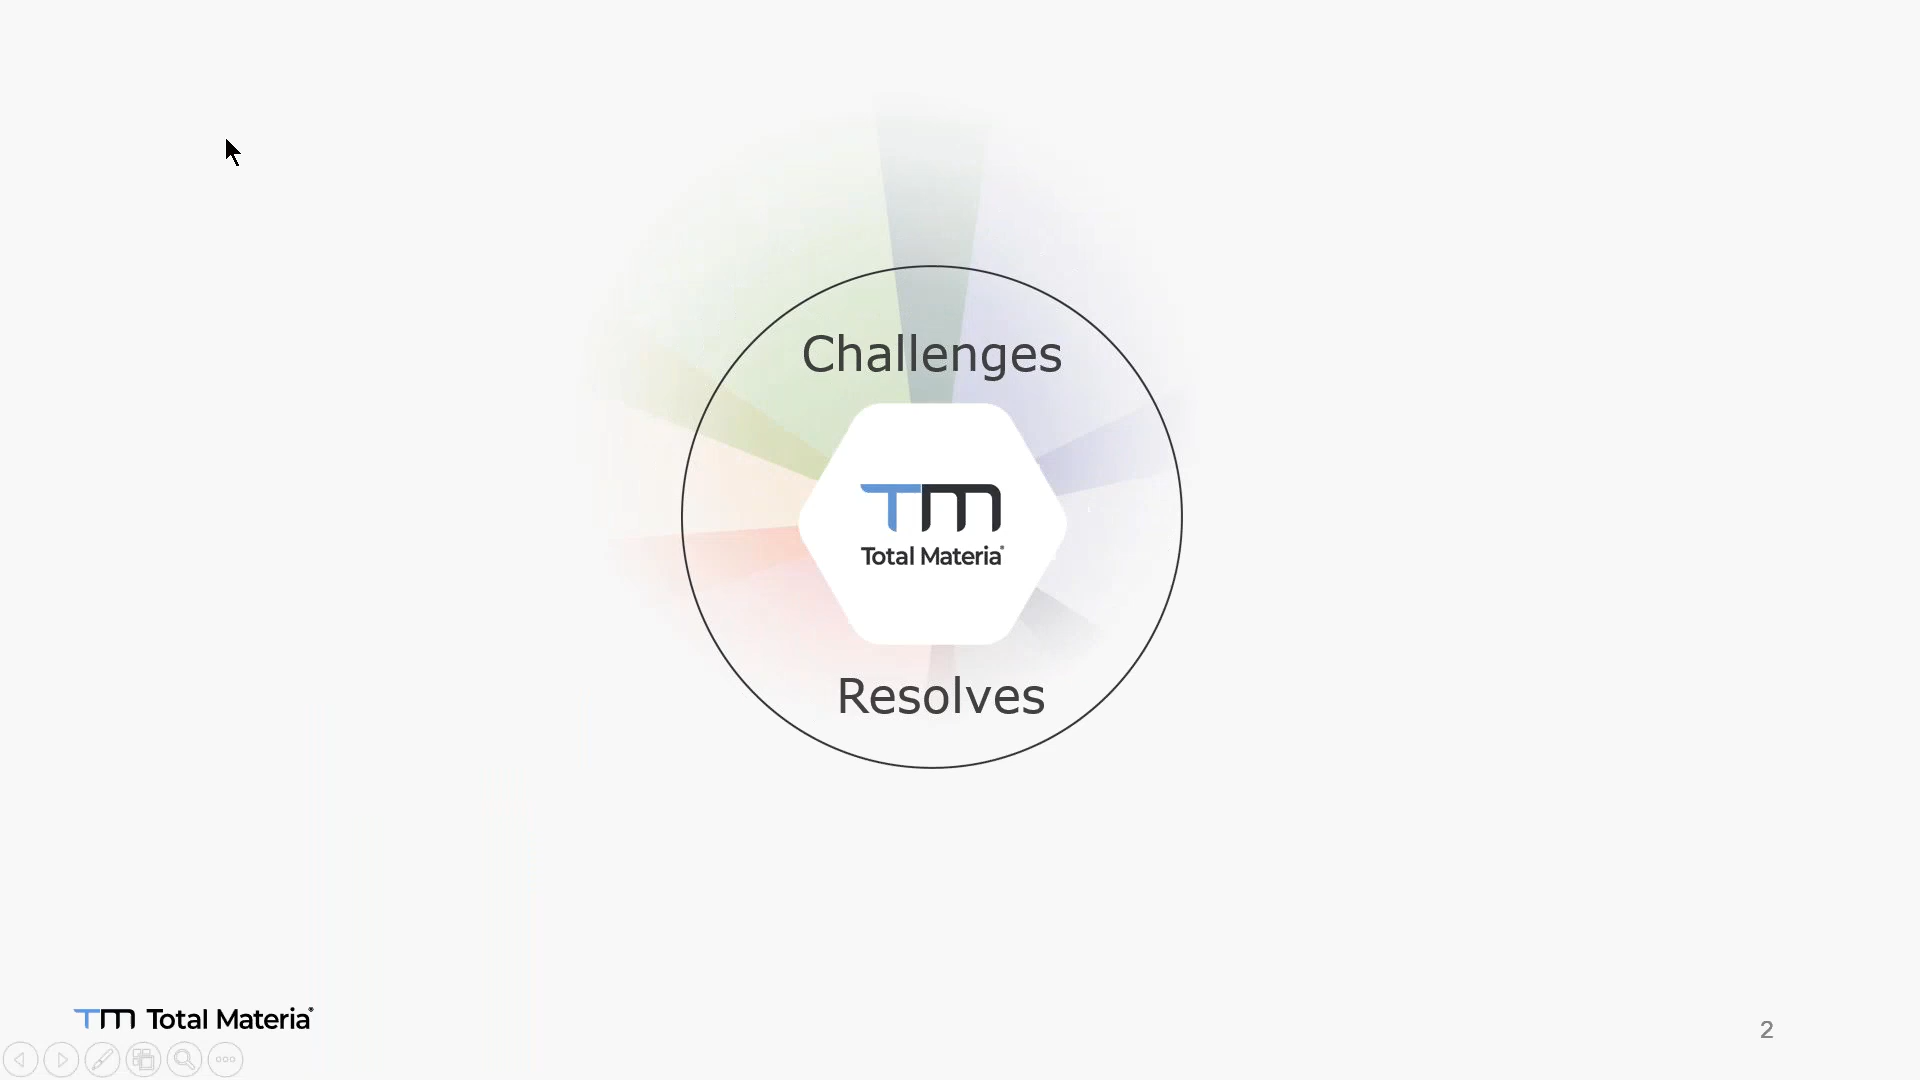 Challenges
TM
Total Materia®
Resolves
TM Total Materia®
2